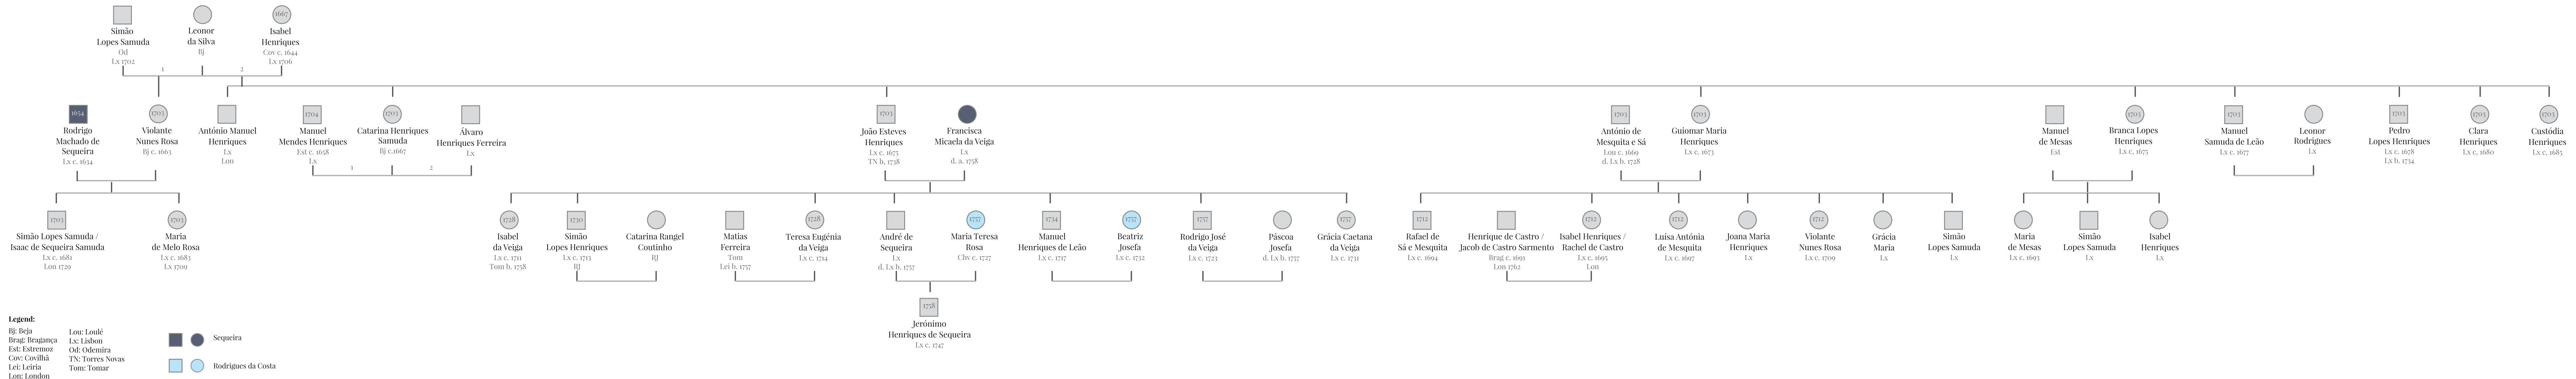 1667
Simão
Lopes Samuda
Od
Lx 1702
Leonor
da Silva
Bj
Isabel
Henriques
Cov c. 1644
Lx 1706
1
2
1654
Rodrigo
Machado de
Sequeira
Lx c. 1634
1703
Violante
Nunes Rosa
Bj c. 1663
António Manuel
Henriques
Lx
Lon
1704
Manuel
Mendes Henriques
Est c. 1658
Lx
1703
Catarina Henriques
Samuda
Bj c.1667
Álvaro
Henriques Ferreira
Lx
1
2
1703
João Esteves
Henriques
Lx c. 1675
TN b, 1738
Francisca
Micaela da Veiga
Lx
d. a. 1758
1703
António de
Mesquita e Sá
Lou c. 1669
d. Lx b. 1728
1703
Guiomar Maria
Henriques
Lx c. 1673
Manuel
de Mesas
Est
1703
Branca Lopes
Henriques
Lx c, 1675
1703
Manuel
Samuda de Leão
Lx c. 1677
Leonor
Rodrigues
Lx
1703
Pedro
Lopes Henriques
Lx c. 1678
Lx b. 1734
1703
Clara
Henriques
Lx c, 1680
1703
Custódia
Henriques
Lx c, 1685
1703
Simão Lopes Samuda /
Isaac de Sequeira Samuda
Lx c. 1681
Lon 1729
1703
Maria
de Melo Rosa
Lx c. 1683
Lx 1709
1728
Isabel
da Veiga
Lx c. 1711
Tom b. 1758
1730
Simão
Lopes Henriques
Lx c. 1713
RJ
Catarina Rangel
Coutinho
RJ
Matias
Ferreira
Tom
Lei b. 1757
1728
Teresa Eugénia
da Veiga
Lx c. 1714
André de
Sequeira
Lx
d. Lx b. 1757
1757
Maria Teresa
Rosa
Chv c. 1727
1734
Manuel
Henriques de Leão
Lx c. 1717
1757
Beatriz
Josefa
Lx c. 1732
1757
Rodrigo José
da Veiga
Lx c. 1723
Páscoa
Josefa
d. Lx b. 1757
1757
Grácia Caetana
da Veiga
Lx c. 1731
1712
Rafael de
Sá e Mesquita
Lx c. 1694
Henrique de Castro /
Jacob de Castro Sarmento
Brag c. 1691
Lon 1762
1712
Isabel Henriques /
Rachel de Castro
Lx c. 1695
Lon
1712
Luísa Antónia
de Mesquita
Lx c. 1697
Joana Maria
Henriques
Lx
1712
Violante
Nunes Rosa
Lx c. 1709
Grácia
Maria
Lx
Simão
Lopes Samuda
Lx
Maria
de Mesas
Lx c. 1693
Simão
Lopes Samuda
Lx
Isabel
Henriques
Lx
1758
Jerónimo
Henriques de Sequeira
Lx c. 1747
Legend:
Bj: Beja
Brag: Bragança
Est: Estremoz
Cov: Covilhã
Lei: Leiria
Lon: London
Lou: Loulé
Lx: Lisbon
Od: Odemira
TN: Torres Novas
Tom: Tomar
Sequeira
Rodrigues da Costa